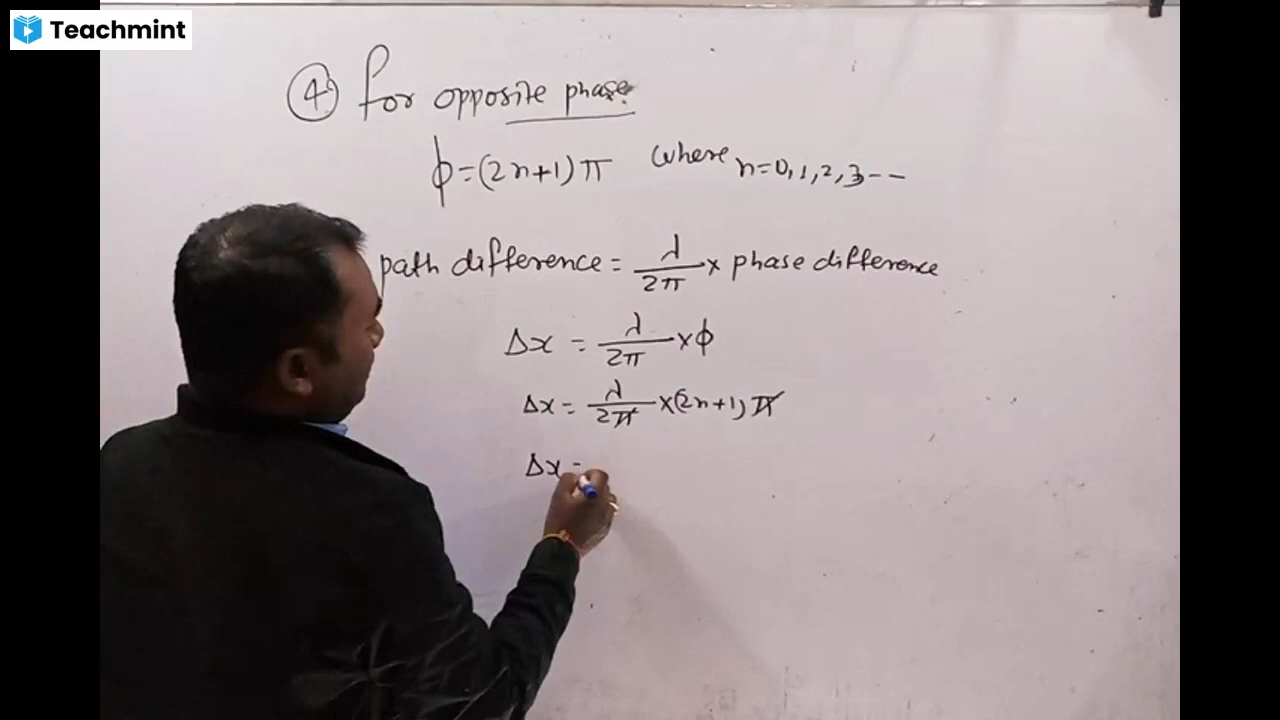 Teachmint
④ for opposite phase.
ϕ=(2n+1)π where n=0,1,2,3---
path difference = λ/2π × phase difference
Δx = λ/2π × ϕ
Δx = λ/2π × (2n+1) π
Δx =